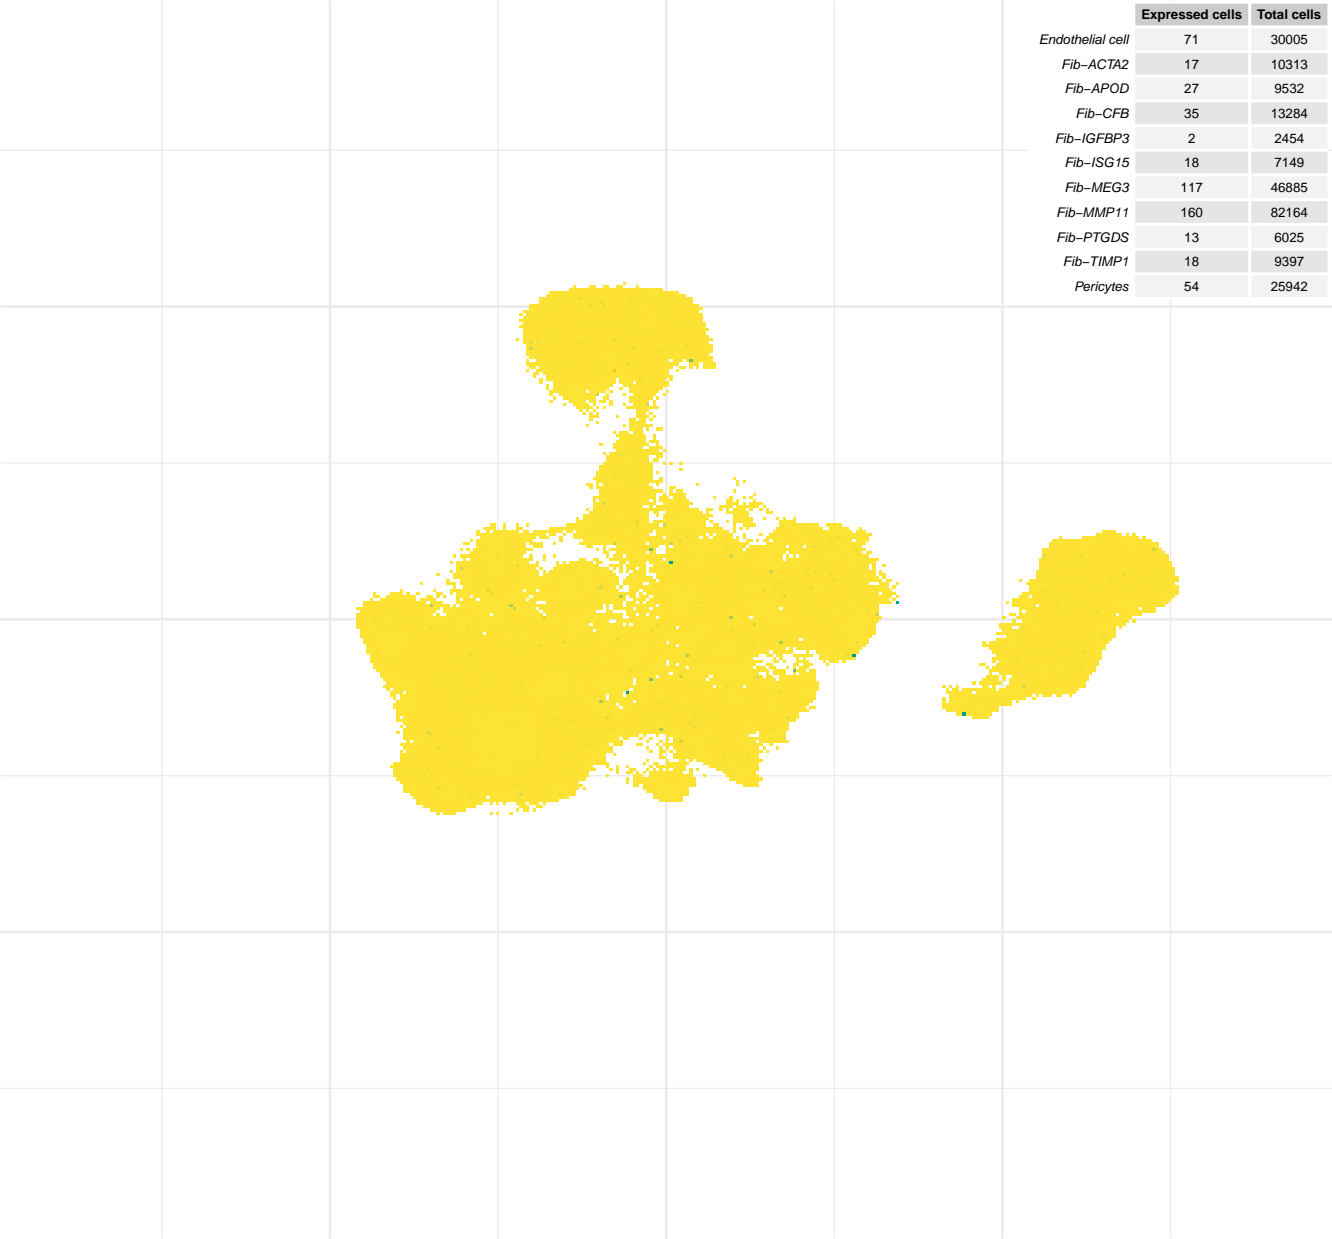 Expressed cells Total cells
Endothelial cell 71 30005
Fib−ACTA2 17 10313
Fib−APOD 27 9532
Fib−CFB 35 13284
Fib−IGFBP3 2 2454
Fib−ISG15 18 7149
Fib−MEG3 117 46885
Fib−MMP11 160 82164
Fib−PTGDS 13 6025
Fib−TIMP1 18 9397
Pericytes 54 25942